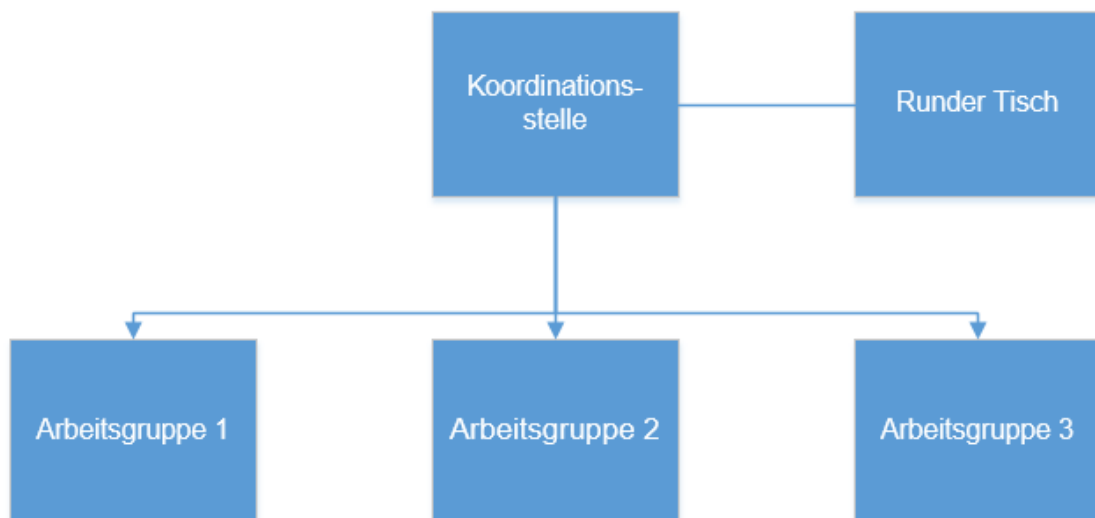 Koordinations-
stelle
Runder Tisch
Arbeitsgruppe 1
Arbeitsgruppe 2
Arbeitsgruppe 3